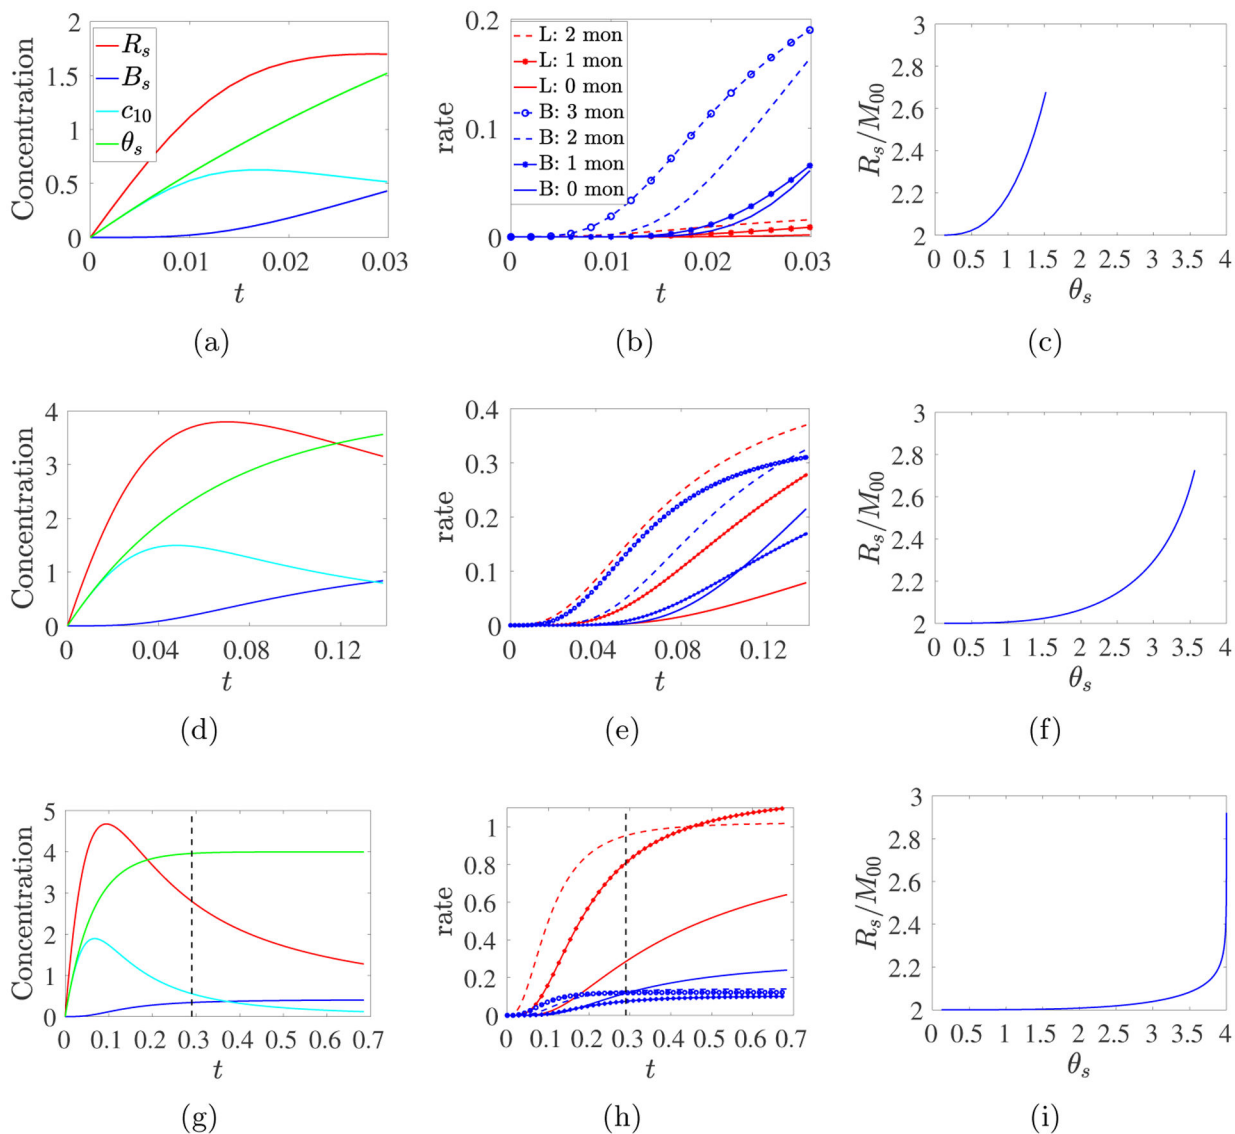 Concentration
2
1.5
1
0.5
0
R_s
B_s
c_10
θ_s
0 0.01 0.02 0.03
t
(a)
rate
0.2
0.1
0
L: 2 mon
L: 1 mon
L: 0 mon
B: 3 mon
B: 2 mon
B: 1 mon
B: 0 mon
0 0.01 0.02 0.03
t
(b)
R_s/M_00
3
2.8
2.6
2.4
2.2
2
0 0.5 1 1.5 2 2.5 3 3.5 4
θ_s
(c)
Concentration
4
3
2
1
0
0 0.04 0.08 0.12
t
(d)
rate
0.4
0.3
0.2
0.1
0
0 0.04 0.08 0.12
t
(e)
R_s/M_00
3
2.8
2.6
2.4
2.2
2
0 0.5 1 1.5 2 2.5 3 3.5 4
θ_s
(f)
Concentration
5
4
3
2
1
0
0 0.1 0.2 0.3 0.4 0.5 0.6 0.7
t
(g)
rate
1
0.8
0.6
0.4
0.2
0
0 0.1 0.2 0.3 0.4 0.5 0.6 0.7
t
(h)
R_s/M_00
3
2.8
2.6
2.4
2.2
2
0 0.5 1 1.5 2 2.5 3 3.5 4
θ_s
(i)